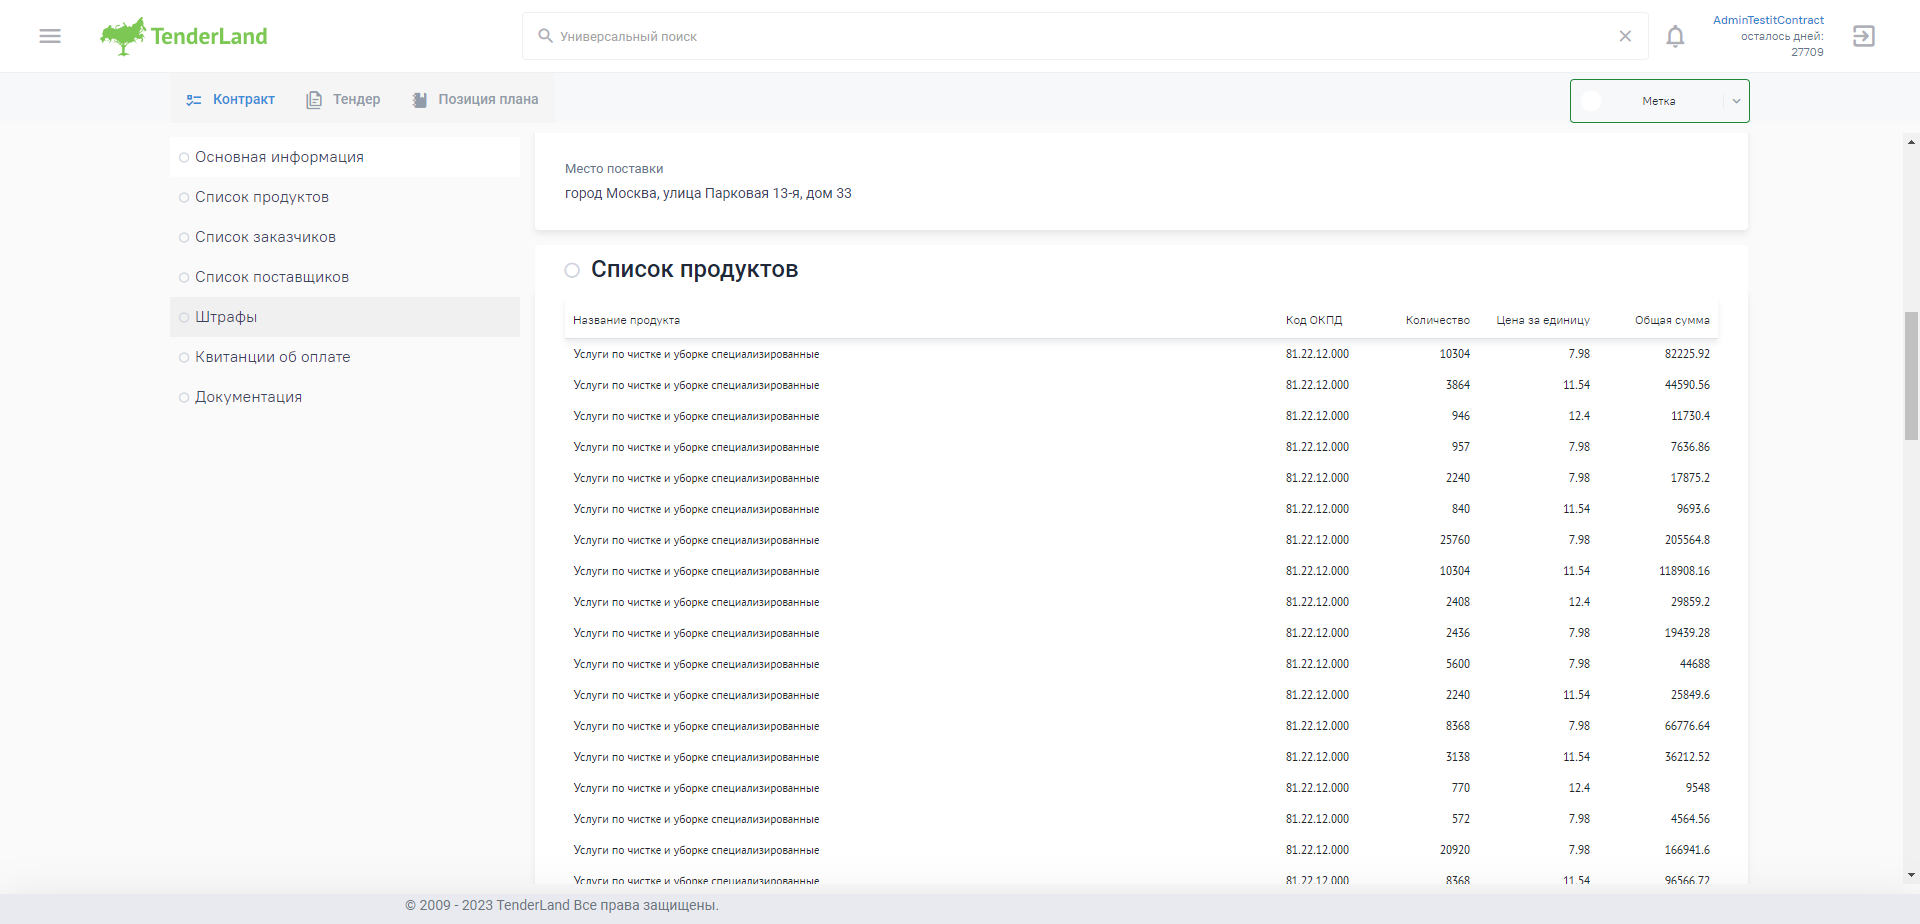 TenderLand
Универсальный поиск
AdminTestitContract
осталось дней:
27709
Контракт
Тендер
Позиция плана
Метка
Основная информация
Список продуктов
Список заказчиков
Список поставщиков
Штрафы
Квитанции об оплате
Документация
Место поставки
город Москва, улица Парковая 13-я, дом 33
Список продуктов
Название продукта Код ОКПД Количество Цена за единицу Общая сумма
Услуги по чистке и уборке специализированные 81.22.12.000 10304 7.98 82225.92
Услуги по чистке и уборке специализированные 81.22.12.000 3864 11.54 44590.56
Услуги по чистке и уборке специализированные 81.22.12.000 946 12.4 11730.4
Услуги по чистке и уборке специализированные 81.22.12.000 957 7.98 7636.86
Услуги по чистке и уборке специализированные 81.22.12.000 2240 7.98 17875.2
Услуги по чистке и уборке специализированные 81.22.12.000 840 11.54 9693.6
Услуги по чистке и уборке специализированные 81.22.12.000 25760 7.98 205564.8
Услуги по чистке и уборке специализированные 81.22.12.000 10304 11.54 118908.16
Услуги по чистке и уборке специализированные 81.22.12.000 2408 12.4 29859.2
Услуги по чистке и уборке специализированные 81.22.12.000 2436 7.98 19439.28
Услуги по чистке и уборке специализированные 81.22.12.000 5600 7.98 44688
Услуги по чистке и уборке специализированные 81.22.12.000 2240 11.54 25849.6
Услуги по чистке и уборке специализированные 81.22.12.000 8368 7.98 66776.64
Услуги по чистке и уборке специализированные 81.22.12.000 3138 11.54 36212.52
Услуги по чистке и уборке специализированные 81.22.12.000 770 12.4 9548
Услуги по чистке и уборке специализированные 81.22.12.000 572 7.98 4564.56
Услуги по чистке и уборке специализированные 81.22.12.000 20920 7.98 166941.6
Услуги по чистке и уборке специализированные 81.22.12.000 8368 11.54 96566.72
© 2009 - 2023 TenderLand Все права защищены.